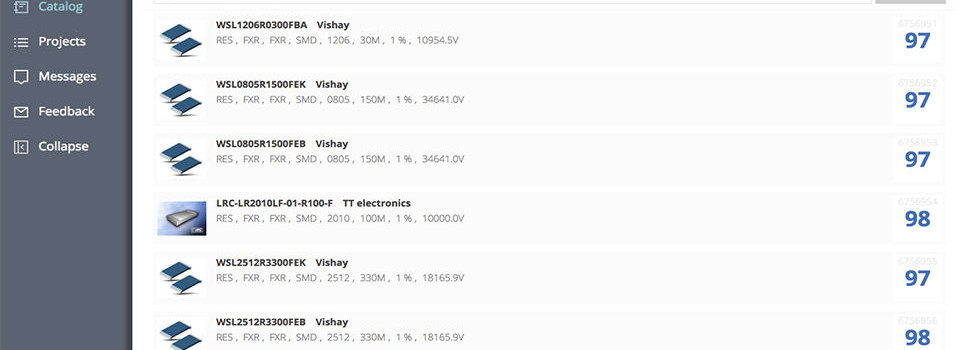 Catalog
Projects
Messages
Feedback
Collapse
WSL1206R0300FBA Vishay
RES , FXR , FXR , SMD , 1206 , 30M , 1 % , 10954.5V
6756951
97
WSL0805R1500FEK Vishay
RES , FXR , FXR , SMD , 0805 , 150M , 1 % , 34641.0V
6756952
97
WSL0805R1500FEB Vishay
RES , FXR , FXR , SMD , 0805 , 150M , 1 % , 34641.0V
6756953
97
LRC-LR2010LF-01-R100-F TT electronics
RES , FXR , FXR , SMD , 2010 , 100M , 1 % , 10000.0V
6756954
98
WSL2512R3300FEK Vishay
RES , FXR , FXR , SMD , 2512 , 330M , 1 % , 18165.9V
6756955
97
WSL2512R3300FEB Vishay
RES , FXR , FXR , SMD , 2512 , 330M , 1 % , 18165.9V
6756956
98